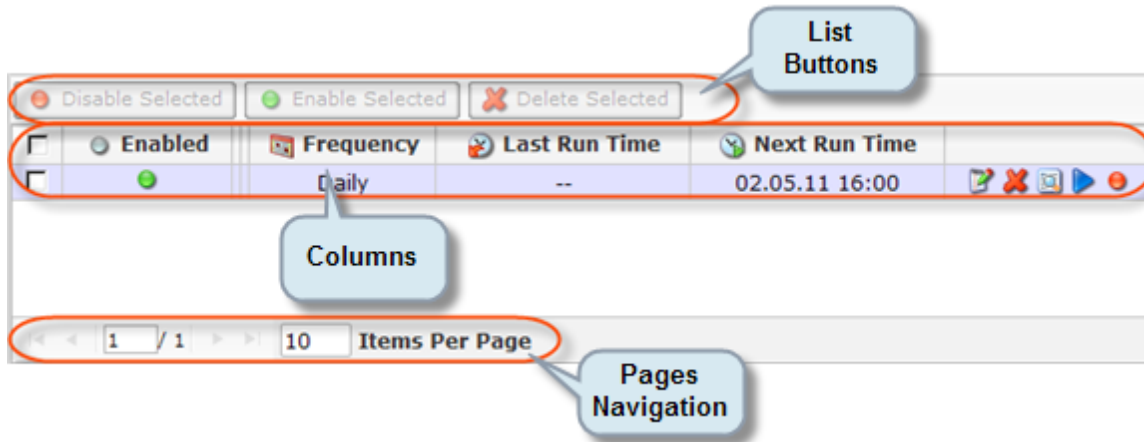 List
Buttons
Disable Selected Enable Selected Delete Selected
Enabled Frequency Last Run Time Next Run Time
Daily -- 02.05.11 16:00
Columns
1 / 1 10 Items Per Page
Pages
Navigation